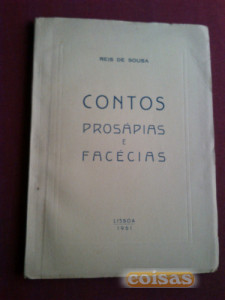 REIS DE SOUSA
CONTOS
PROSÁPIAS
E
FACÉCIAS
LISBOA
coisas